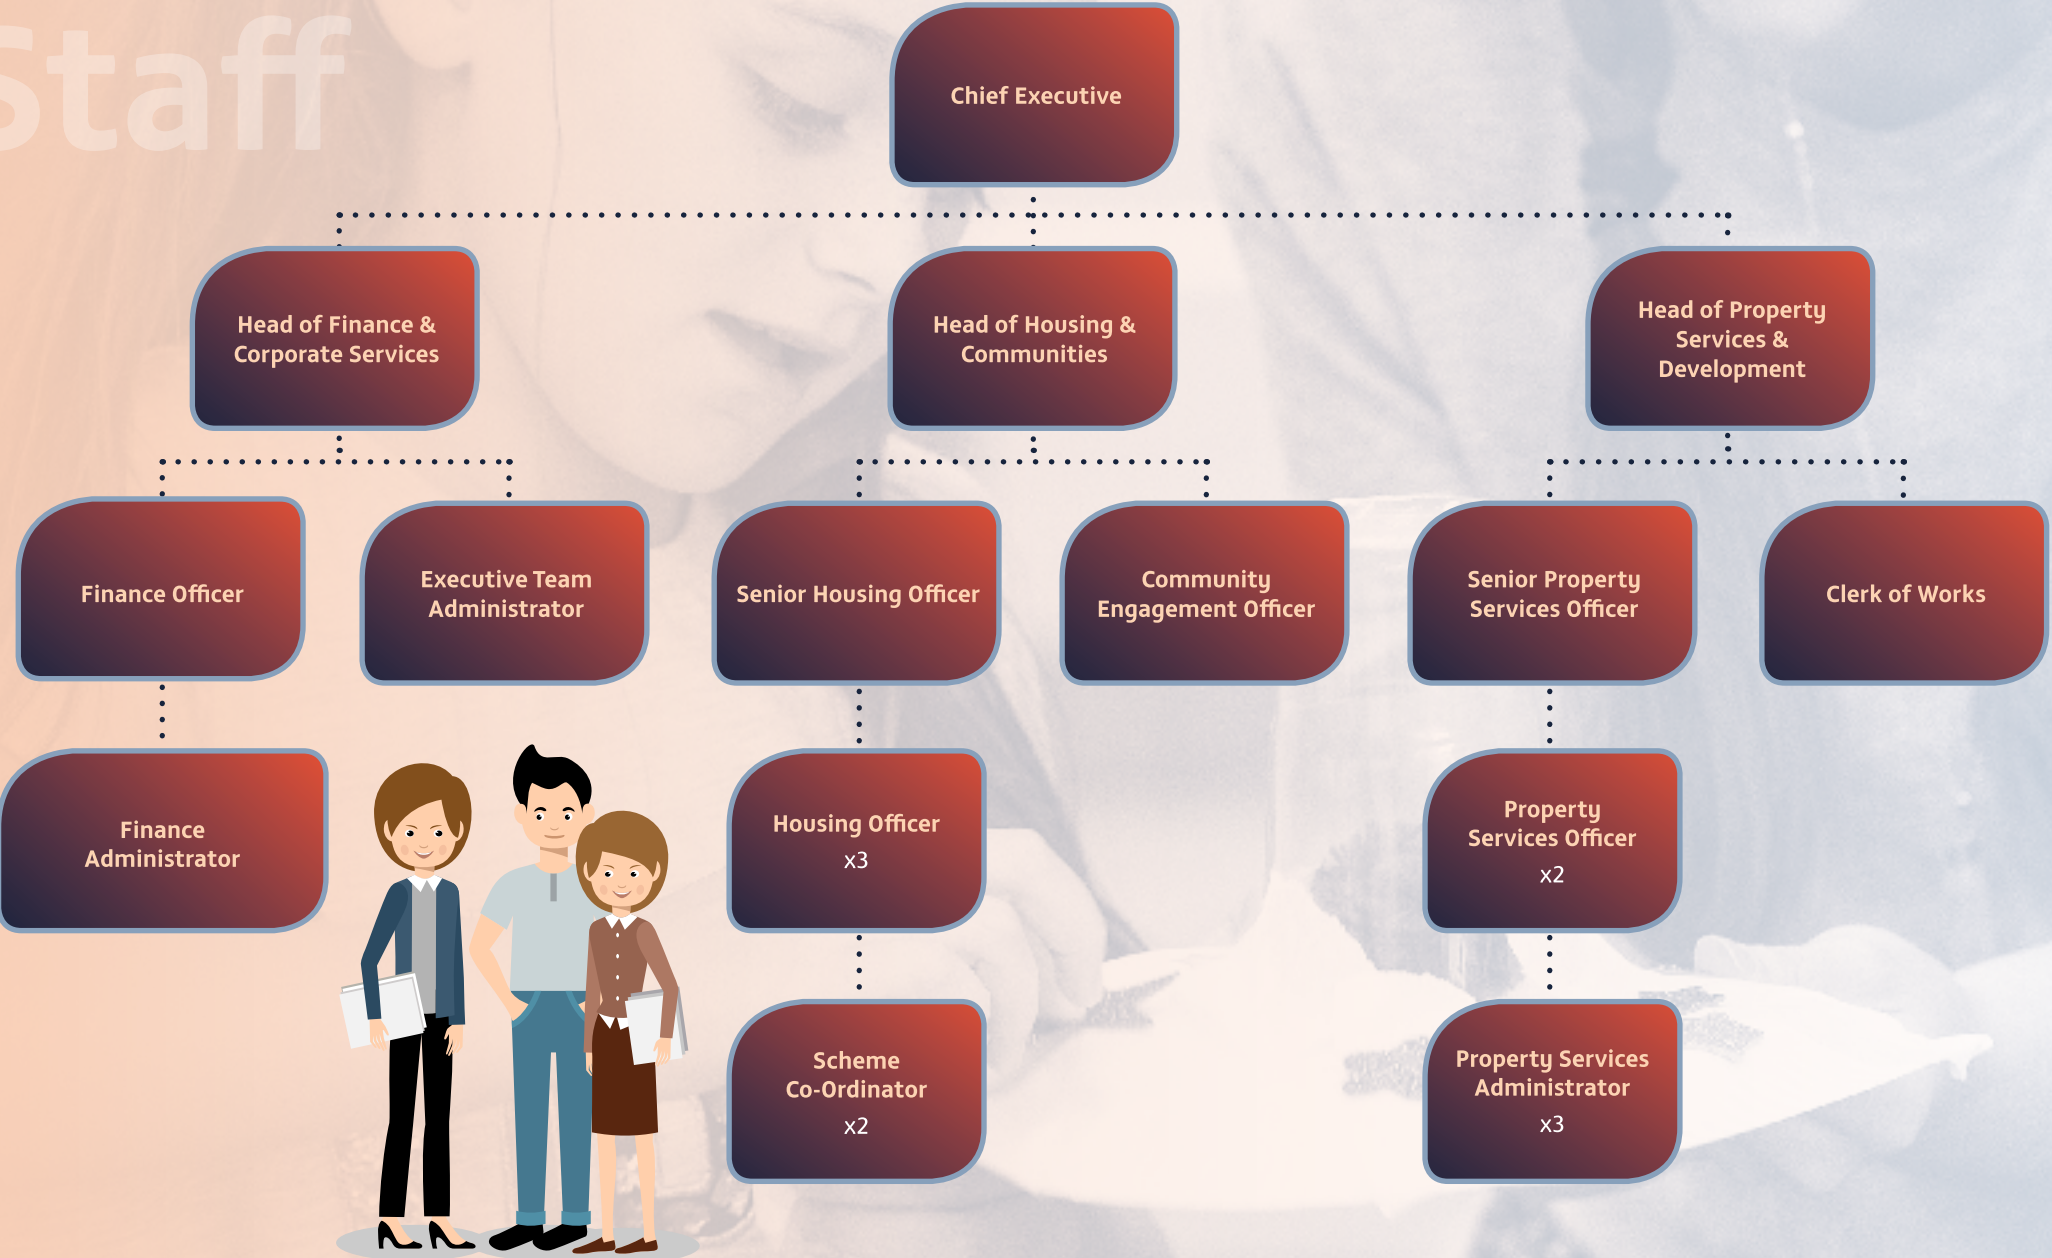 Staff
Chief Executive
Head of Finance &
Corporate Services
Head of Housing &
Communities
Head of Property
Services &
Development
Finance Officer
Executive Team
Administrator
Senior Housing Officer
Community
Engagement Officer
Senior Property
Services Officer
Clerk of Works
Finance
Administrator
Housing Officer
x3
Property
Services Officer
x2
Scheme
Co-Ordinator
x2
Property Services
Administrator
x3